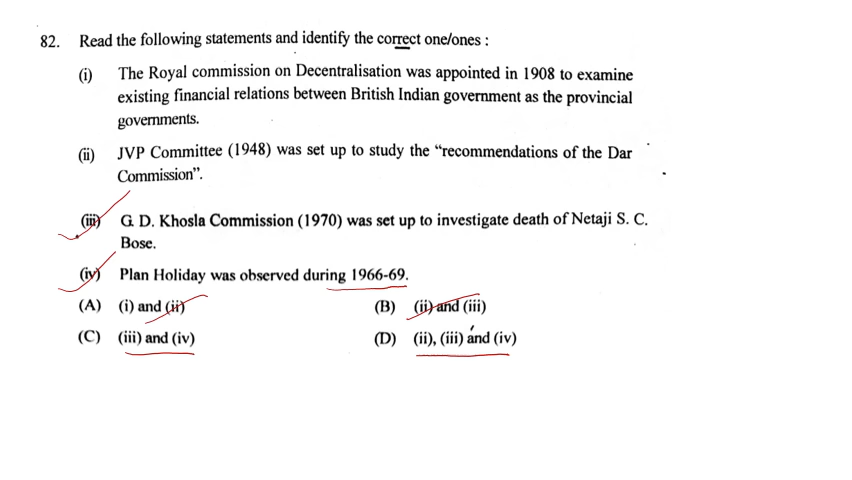 82. Read the following statements and identify the correct one/ones :
(i) The Royal commission on Decentralisation was appointed in 1908 to examine
existing financial relations between British Indian government as the provincial
governments.
(ii) JVP Committee (1948) was set up to study the “recommendations of the Dar
Commission”.
(iii) G. D. Khosla Commission (1970) was set up to investigate death of Netaji S. C.
Bose.
(iv) Plan Holiday was observed during 1966-69.
(A) (i) and (ii) (B) (ii) and (iii)
(C) (iii) and (iv) (D) (ii), (iii) and (iv)